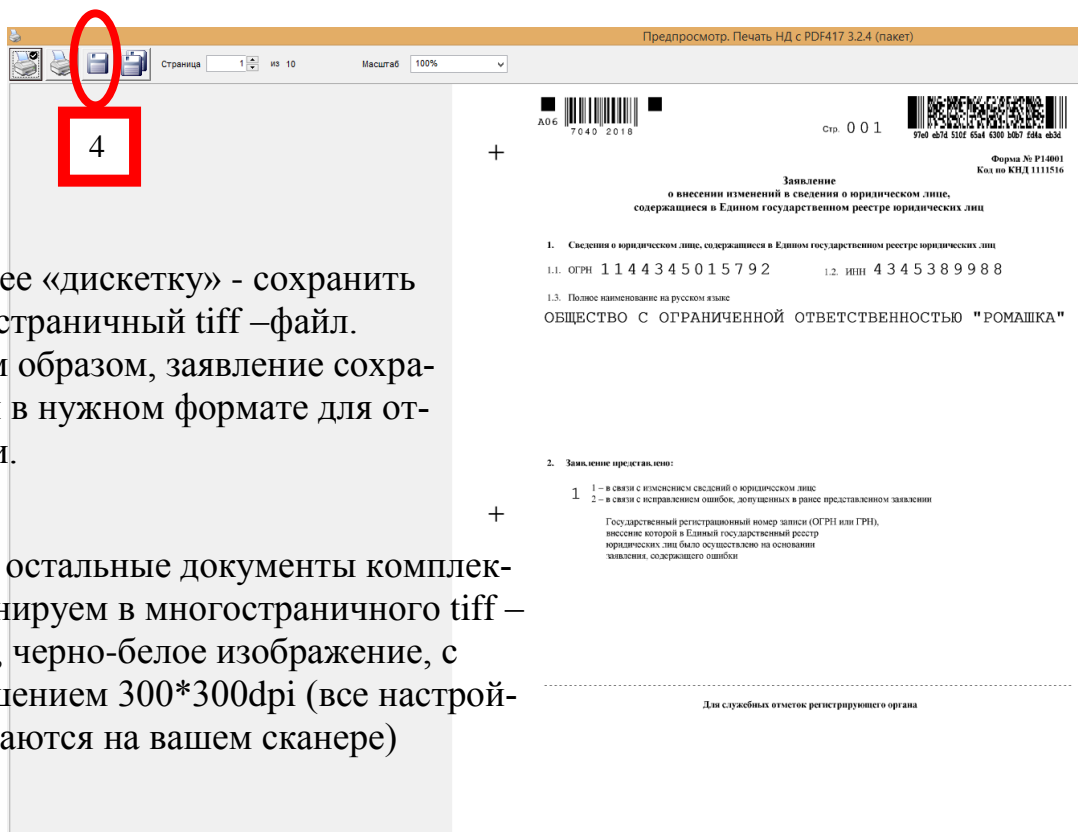 Предпросмотр. Печать НД с PDF417 3.2.4 (пакет)
Страница 1 из 10 Масштаб 100%
4
А06
7040 2018
Стр. 001
97e0 eb7d 510f 65a4 6300 b0b7 fd4a eb3d
Форма № Р14001
Код по КНД 1111516
Заявление
о внесении изменений в сведения о юридическом лице,
содержащиеся в Едином государственном реестре юридических лиц
1. Сведения о юридическом лице, содержащиеся в Едином государственном реестре юридических лиц
1.1. ОГРН 1144345015792 1.2. ИНН 4345389988
1.3. Полное наименование на русском языке
ОБЩЕСТВО С ОГРАНИЧЕННОЙ ОТВЕТСТВЕННОСТЬЮ "РОМАШКА"
ее «дискетку» - сохранить
страничный tiff –файл.
м образом, заявление сохра-
в нужном формате для от-
и.
2. Заявление представлено:
1
1 – в связи с изменением сведений о юридическом лице
2 – в связи с исправлением ошибок, допущенных в ранее представленном заявлении
Государственный регистрационный номер записи (ОГРН или ГРН),
внесение которой в Единый государственный реестр
юридических лиц было осуществлено на основании
заявления, содержащего ошибки
остальные документы комплек-
нируем в многостраничного tiff –
, черно-белое изображение, с
шением 300*300dpi (все настрой-
аются на вашем сканере)
Для служебных отметок регистрирующего органа